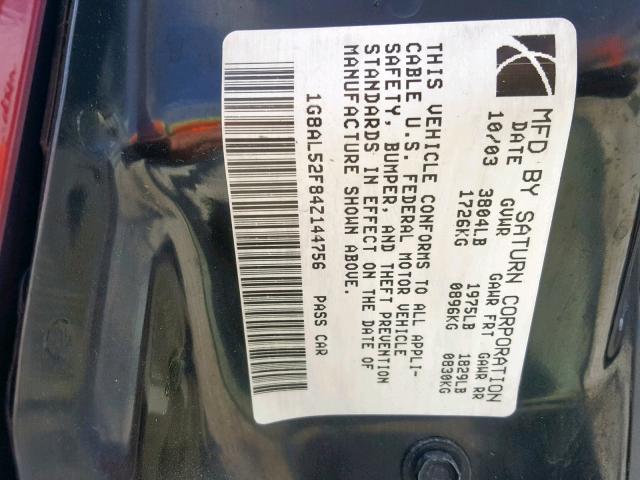 MFD BY SATURN CORPORATION
DATE GVWR GAWR FRT GAWR RR
10/03 3804LB 1975LB 1829LB
1726KG 0896KG 0830KG
THIS VEHICLE CONFORMS TO ALL APPLI-
CABLE U.S. FEDERAL MOTOR VEHICLE
SAFETY, BUMPER, AND THEFT PREVENTION
STANDARDS IN EFFECT ON THE DATE OF
MANUFACTURE SHOWN ABOVE.
1G8AL52F84Z144756 PASS CAR